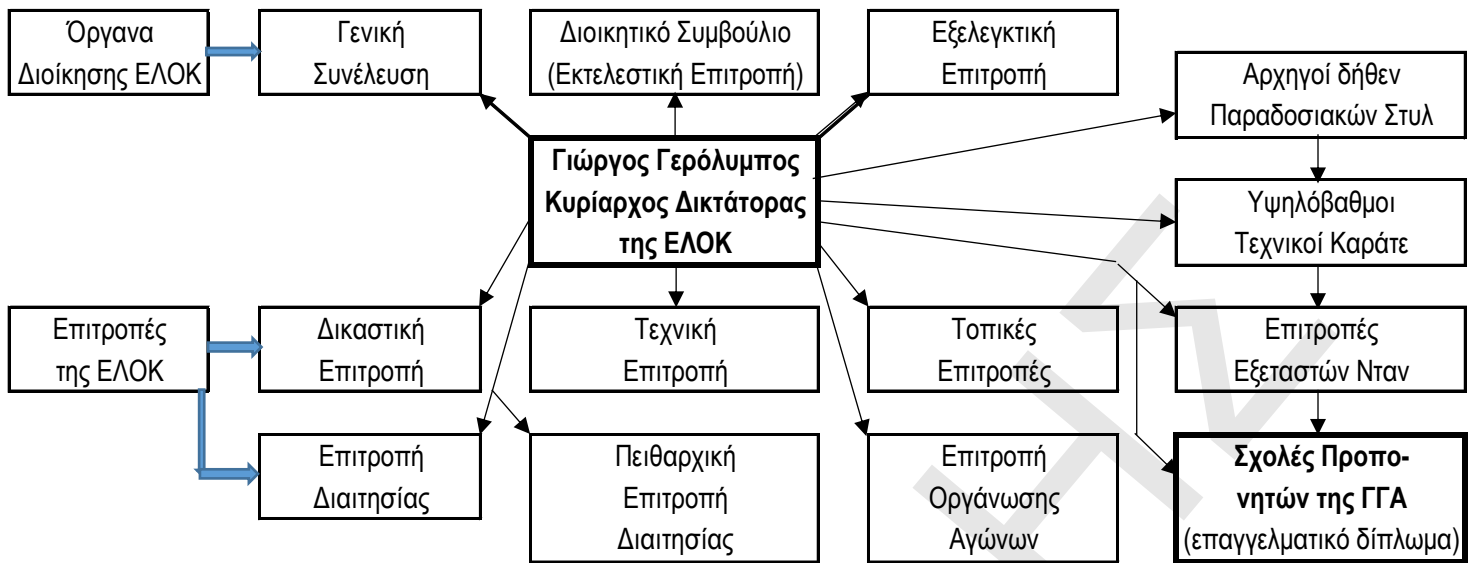 Όργανα
Διοίκησης ΕΛΟΚ
Γενική
Συνέλευση
Διοικητικό Συμβούλιο
(Εκτελεστική Επιτροπή)
Εξελεγκτική
Επιτροπή
Αρχηγοί δήθεν
Παραδοσιακών Στυλ
Γιώργος Γερόλυμπος
Κυρίαρχος Δικτάτορας
της ΕΛΟΚ
Υψηλόβαθμοι
Τεχνικοί Καράτε
Επιτροπές
της ΕΛΟΚ
Δικαστική
Επιτροπή
Τεχνική
Επιτροπή
Τοπικές
Επιτροπές
Επιτροπές
Εξεταστών Νταν
Επιτροπή
Διαιτησίας
Πειθαρχική
Επιτροπή
Διαιτησίας
Επιτροπή
Οργάνωσης
Αγώνων
Σχολές Προπο-
νητών της ΓΓΑ
(επαγγελματικό δίπλωμα)